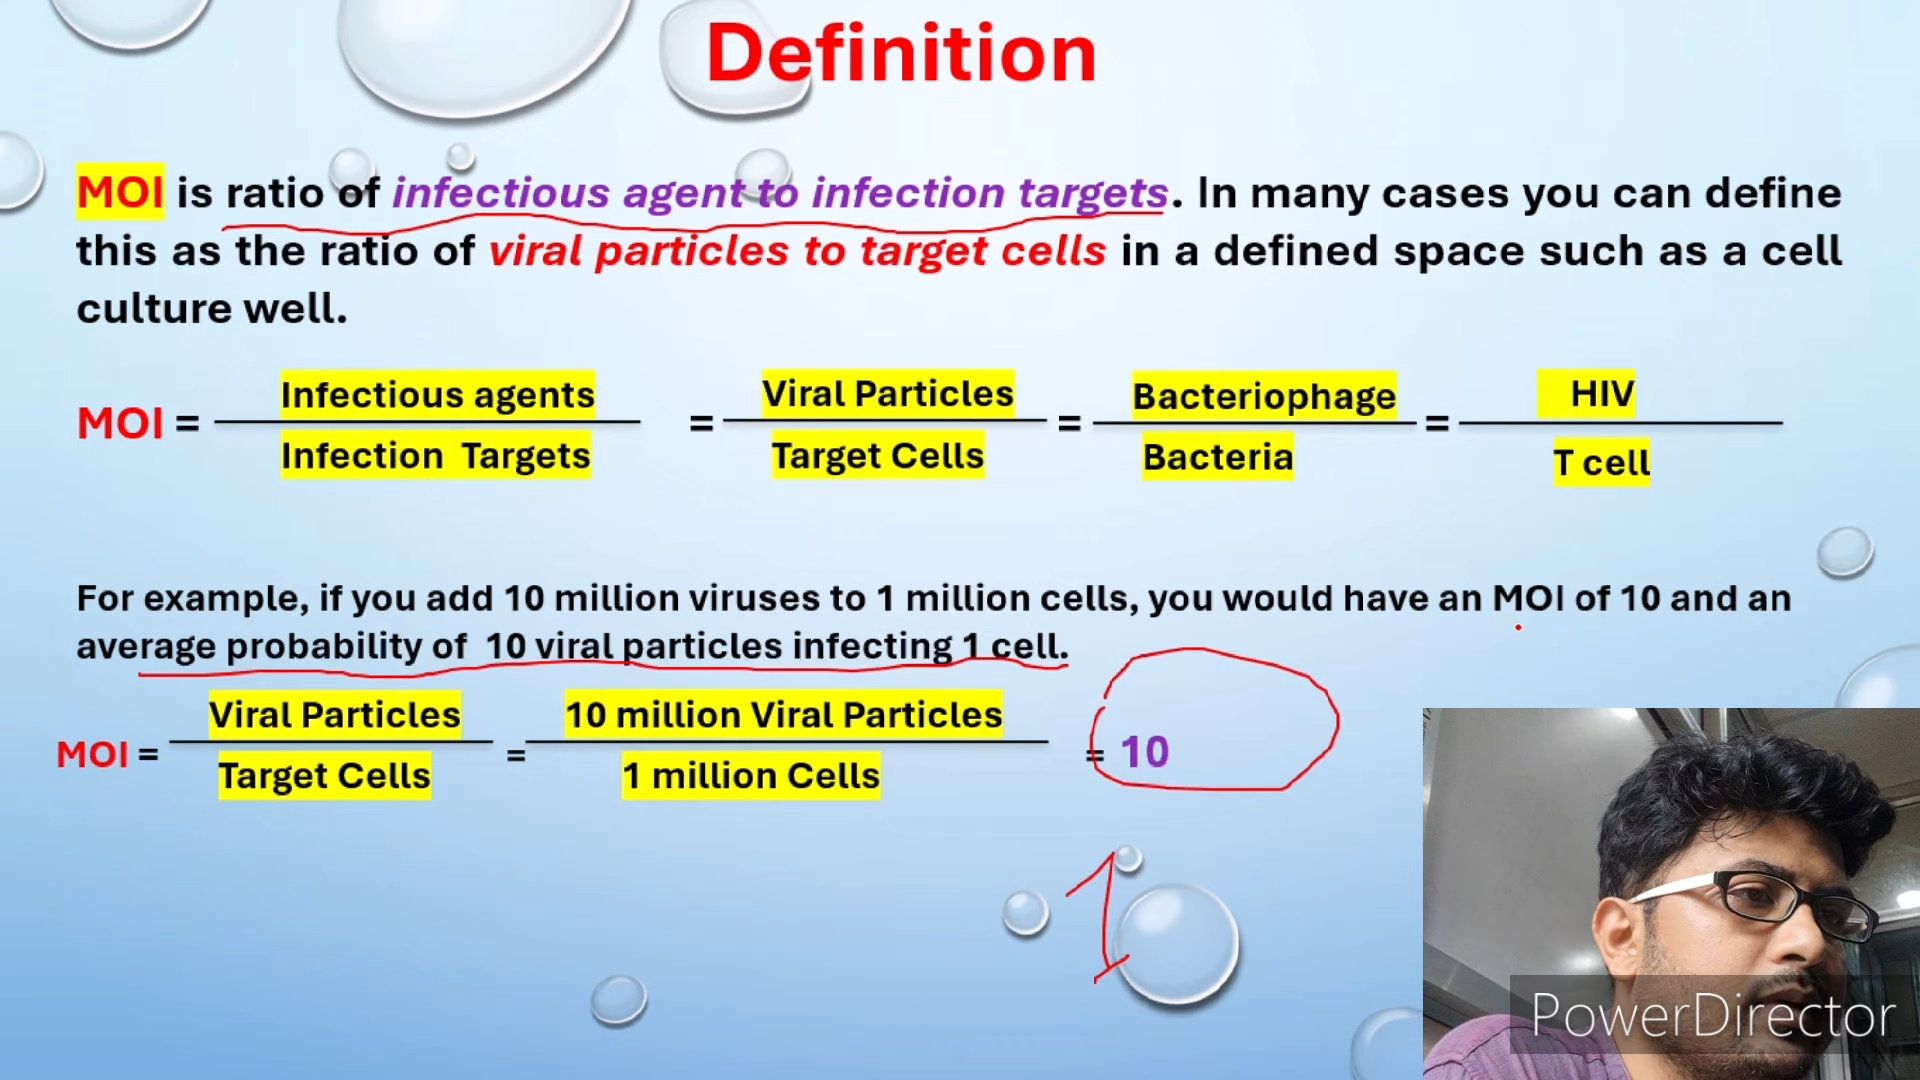 Definition
MOI is ratio of infectious agent to infection targets. In many cases you can define
this as the ratio of viral particles to target cells in a defined space such as a cell
culture well.
MOI = Infectious agents = Viral Particles = Bacteriophage = HIV
Infection Targets Target Cells Bacteria T cell
For example, if you add 10 million viruses to 1 million cells, you would have an MOI of 10 and an
average probability of 10 viral particles infecting 1 cell.
MOI = Viral Particles = 10 million Viral Particles = 10
Target Cells 1 million Cells
1
PowerDirector